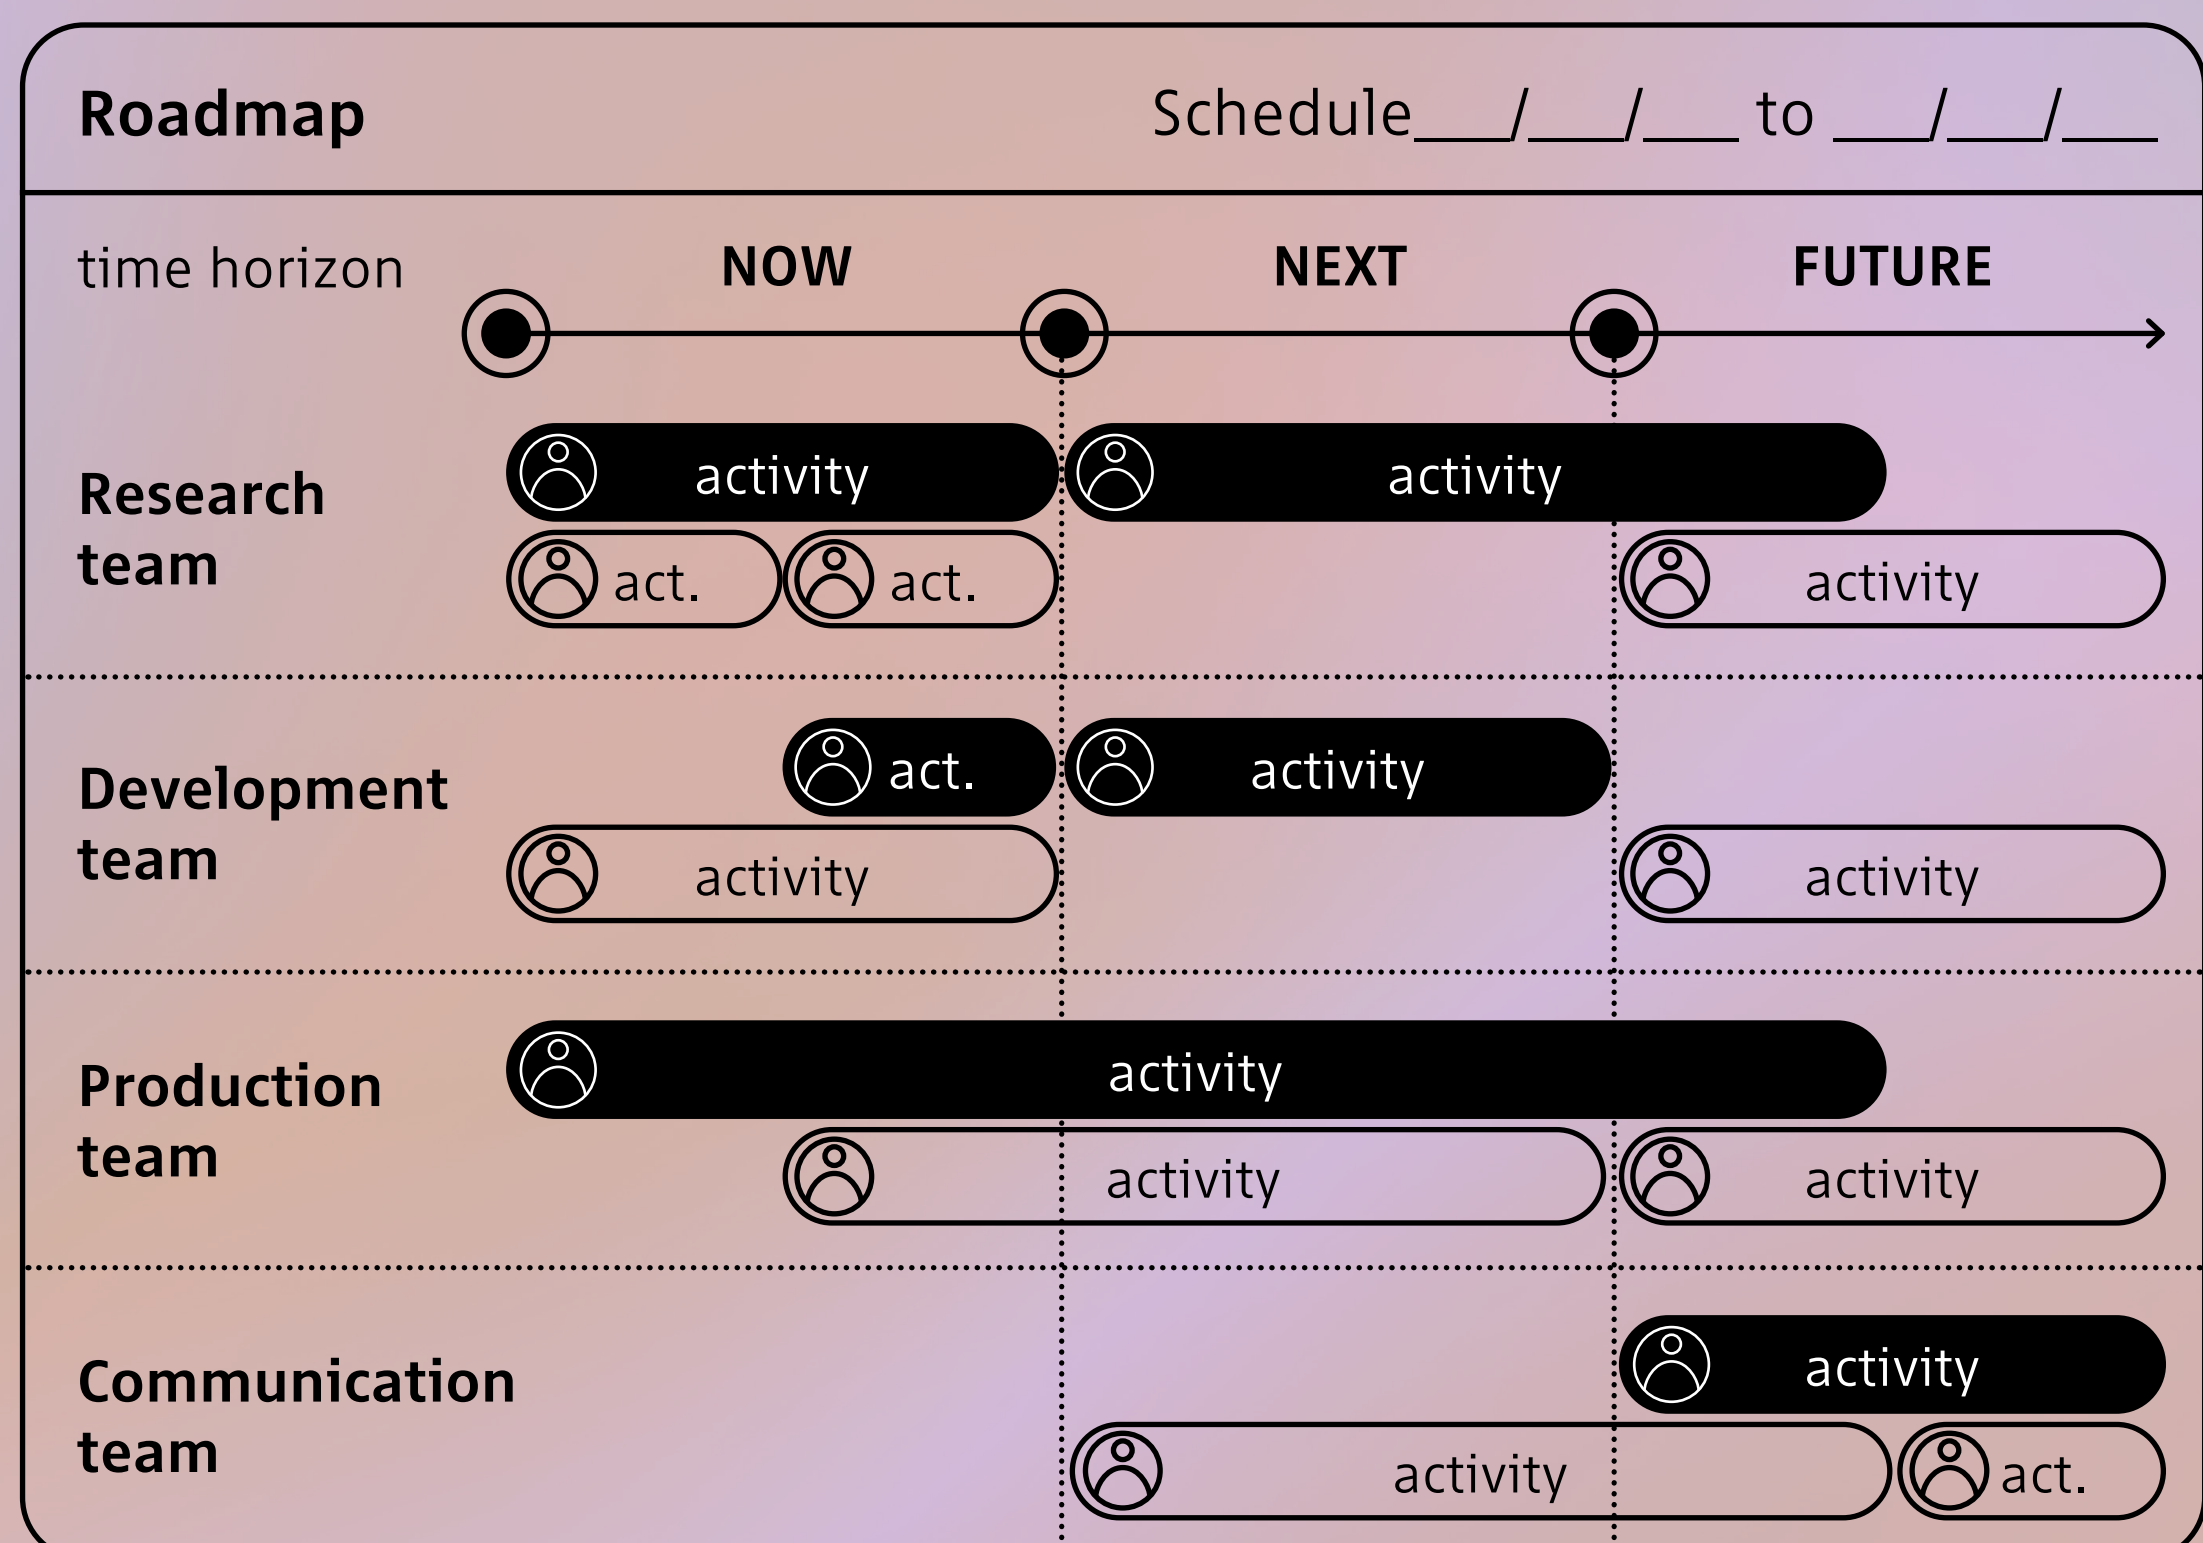 Roadmap
Schedule___/___/___ to ___/___/___
time horizon
NOW
NEXT
FUTURE
Research
team
activity
activity
act.
act.
activity
Development
team
act.
activity
activity
activity
Production
team
activity
activity
activity
Communication
team
activity
activity
act.